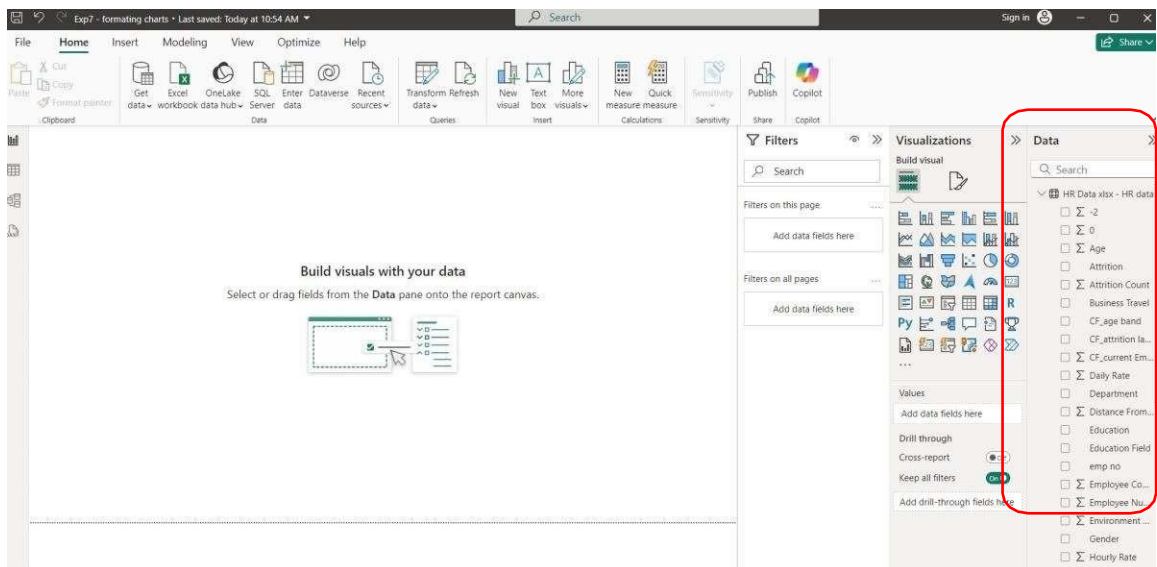 Exp7 - formating charts • Last saved: Today at 10:54 AM
Search
Sign in
File Home Insert Modeling View Optimize Help
Share
Paste
Cut
Copy
Format painter
Get data
Excel workbook
OneLake data hub
SQL Server
Enter data
Dataverse
Recent sources
Transform data
Refresh
New visual
Text box
More visuals
New measure
Quick measure
Sensitivity
Publish
Copilot
Clipboard
Data
Queries
Insert
Calculations
Sensitivity
Share
Copilot
Build visuals with your data
Select or drag fields from the Data pane onto the report canvas.
Filters
Search
Filters on this page
...
Add data fields here
Filters on all pages
...
Add data fields here
Visualizations
Build visual
123
R
Py
...
Values
Add data fields here
Drill through
Cross-report
Keep all filters
On
Add drill-through fields here
Data
Search
HR Data xlsx - HR data
Σ -2
Σ 0
Σ Age
Attrition
Σ Attrition Count
Business Travel
CF_age band
CF_attrition la...
Σ CF_current Em...
Σ Daily Rate
Department
Σ Distance From...
Education
Education Field
emp no
Σ Employee Co...
Σ Employee Nu...
Σ Environment ...
Gender
Σ Hourly Rate